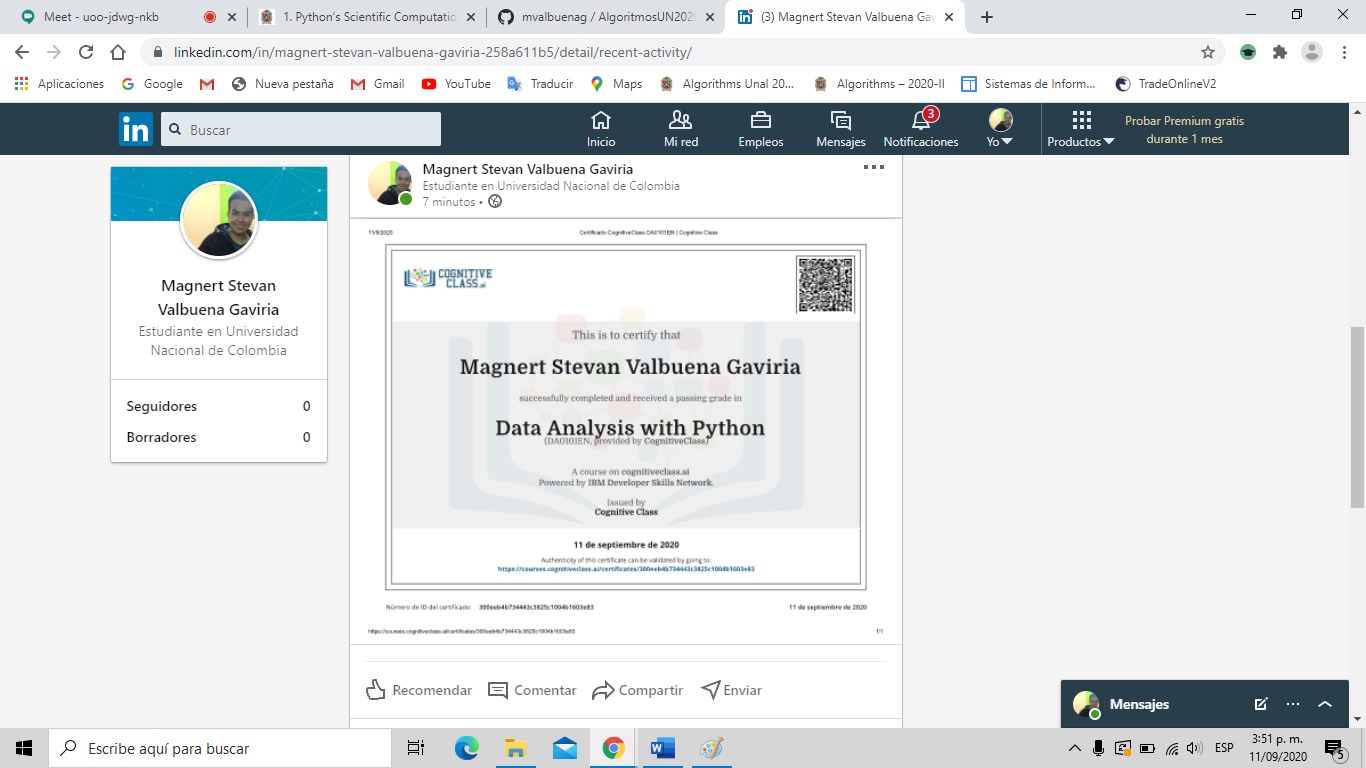 Meet - uoo-jdwg-nkb
1. Python's Scientific Computatio
mvalbuenag / AlgoritmosUN2020
(3) Magnert Stevan Valbuena Gav
linkedin.com/in/magnert-stevan-valbuena-gaviria-258a611b5/detail/recent-activity/
Aplicaciones
Google
Nueva pestaña
Gmail
YouTube
Traducir
Maps
Algorithms Unal 20...
Algorithms – 2020-II
Sistemas de Inform...
TradeOnlineV2
in
Buscar
Inicio
Mi red
Empleos
Mensajes
3
Notificaciones
Yo
Productos
Probar Premium gratis
durante 1 mes
Magnert Stevan
Valbuena Gaviria
Estudiante en Universidad
Nacional de Colombia
Seguidores 0
Borradores 0
Magnert Stevan Valbuena Gaviria
Estudiante en Universidad Nacional de Colombia
7 minutos •
11/9/2020 Certificado CognitiveClass DA0101EN | Cognitive Class
COGNITIVE
CLASS.ai
This is to certify that
Magnert Stevan Valbuena Gaviria
successfully completed and received a passing grade in
Data Analysis with Python
(DA0101EN, provided by CognitiveClass)
A course on cognitiveclass.ai
Powered by IBM Developer Skills Network.
Issued by
Cognitive Class
11 de septiembre de 2020
Authenticity of this certificate can be validated by going to:
https://courses.cognitiveclass.ai/certificates/300eeb4b734443c3825c1004b1603e83
Número de ID del certificado: 300eeb4b734443c3825c1004b1603e83 11 de septiembre de 2020
https://courses.cognitiveclass.ai/certificates/300eeb4b734443c3825c1004b1603e83 1/1
Recomendar
Comentar
Compartir
Enviar
Mensajes
Escribe aquí para buscar
ESP
3:51 p. m.
11/09/2020
5